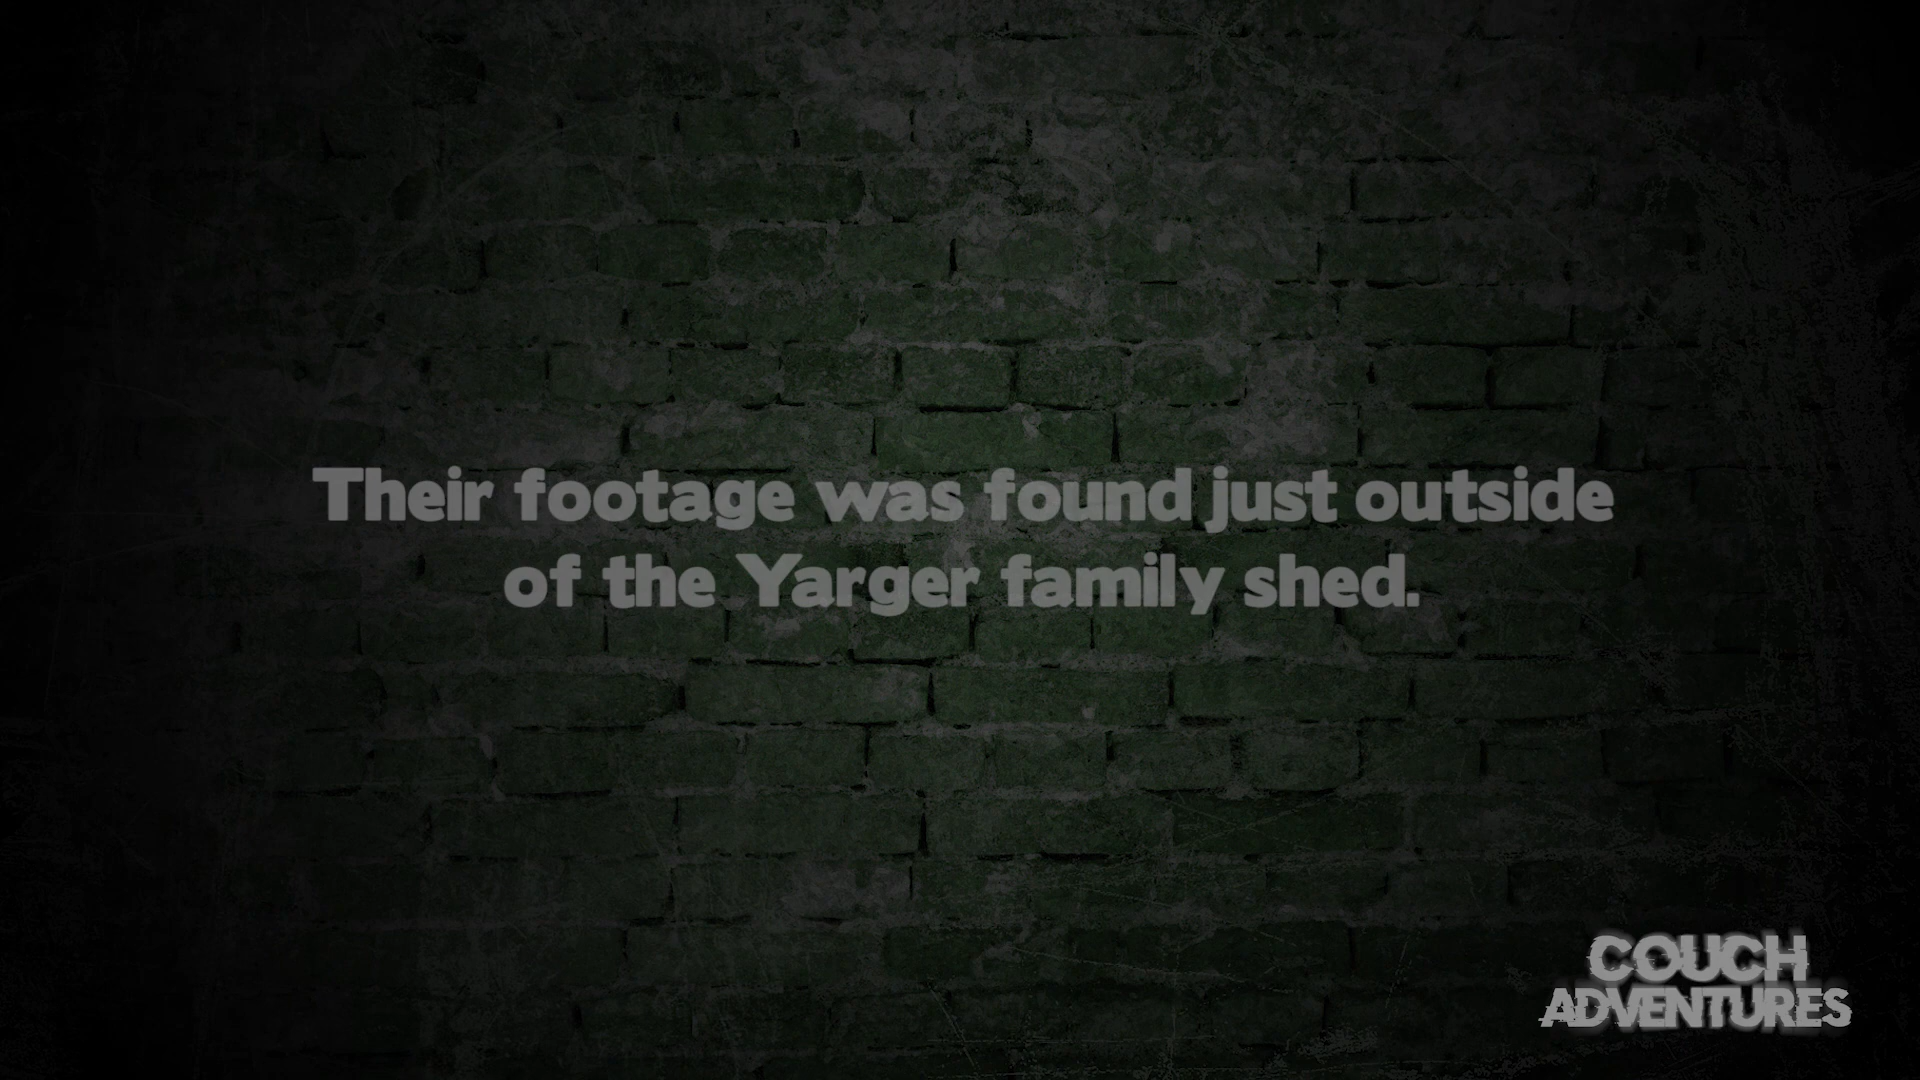 Their footage was found just outside
of the Yarger family shed.
COUCH
ADVENTURES